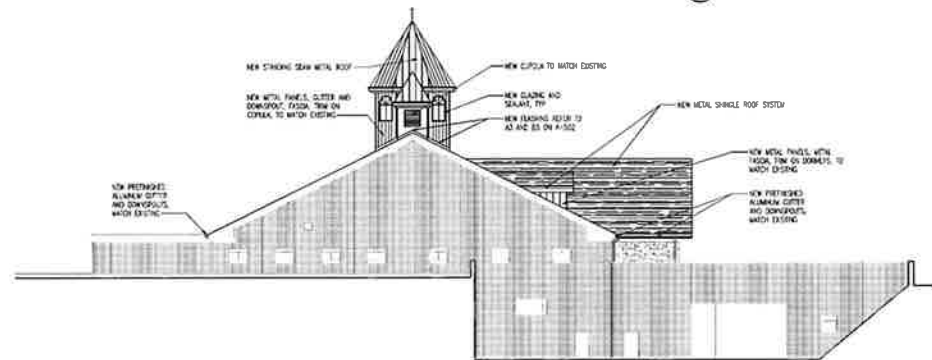 NEW STANDING SEAM METAL ROOF
NEW CUPOLA TO MATCH EXISTING
NEW METAL PANELS, GUTTER AND
DOWNSPOUT, FASCIA, TRIM ON
COPULA, TO MATCH EXISTING
NEW GLAZING AND
SEALANT, TYP
NEW FLASHING REFER TO
A3 AND B3 ON A-502
NEW METAL SHINGLE ROOF SYSTEM
NEW METAL PANELS, METAL
FASCIA, TRIM ON DORMERS, TO
MATCH EXISTING
NEW PREFINISHED
ALUMINUM GUTTER
AND DOWNSPOUTS,
MATCH EXISTING
NEW PREFINISHED
ALUMINUM GUTTER
AND DOWNSPOUTS,
MATCH EXISTING